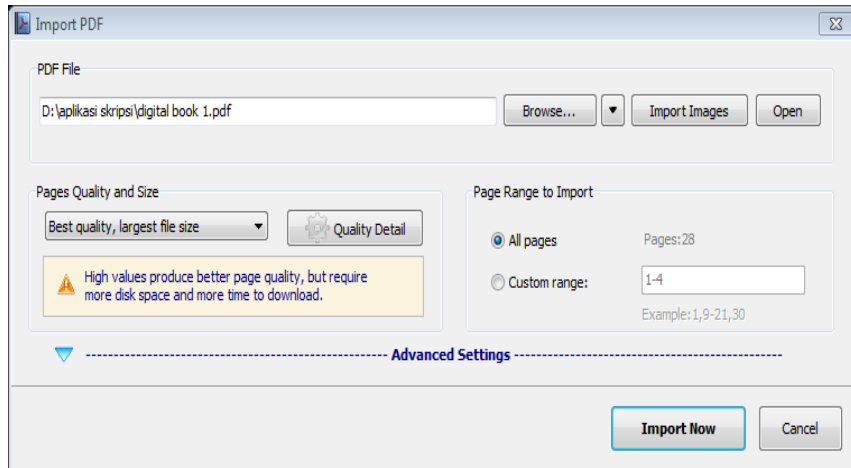 Import PDF
PDF File
D:\aplikasi skripsi\digital book 1.pdf
Browse...
Import Images
Open
Pages Quality and Size
Best quality, largest file size
Quality Detail
High values produce better page quality, but require
more disk space and more time to download.
Page Range to Import
All pages
Pages:28
Custom range:
1-4
Example:1,9-21,30
Advanced Settings
Import Now
Cancel